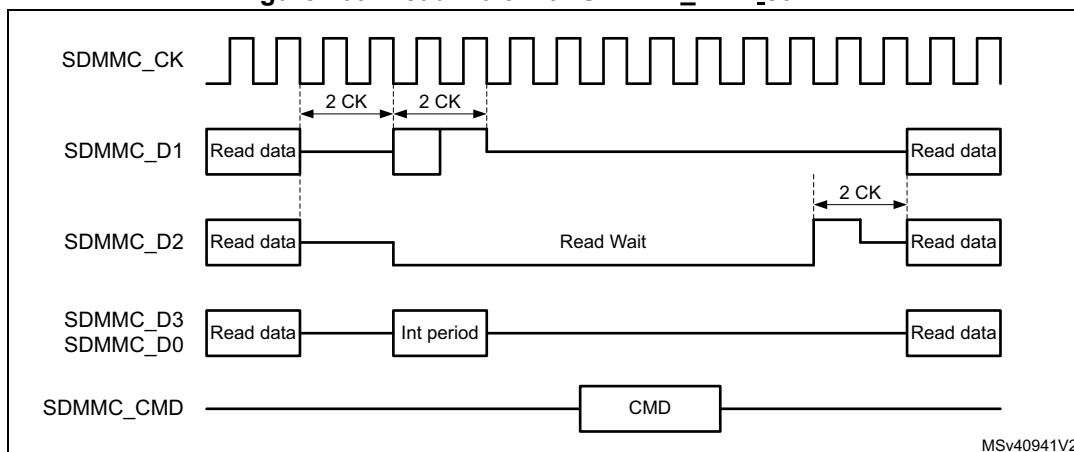 SDMMC_CK
2 CK
2 CK
SDMMC_D1
Read data
Read data
2 CK
SDMMC_D2
Read data
Read Wait
Read data
SDMMC_D3
SDMMC_D0
Read data
Int period
Read data
SDMMC_CMD
CMD
MSv40941V2